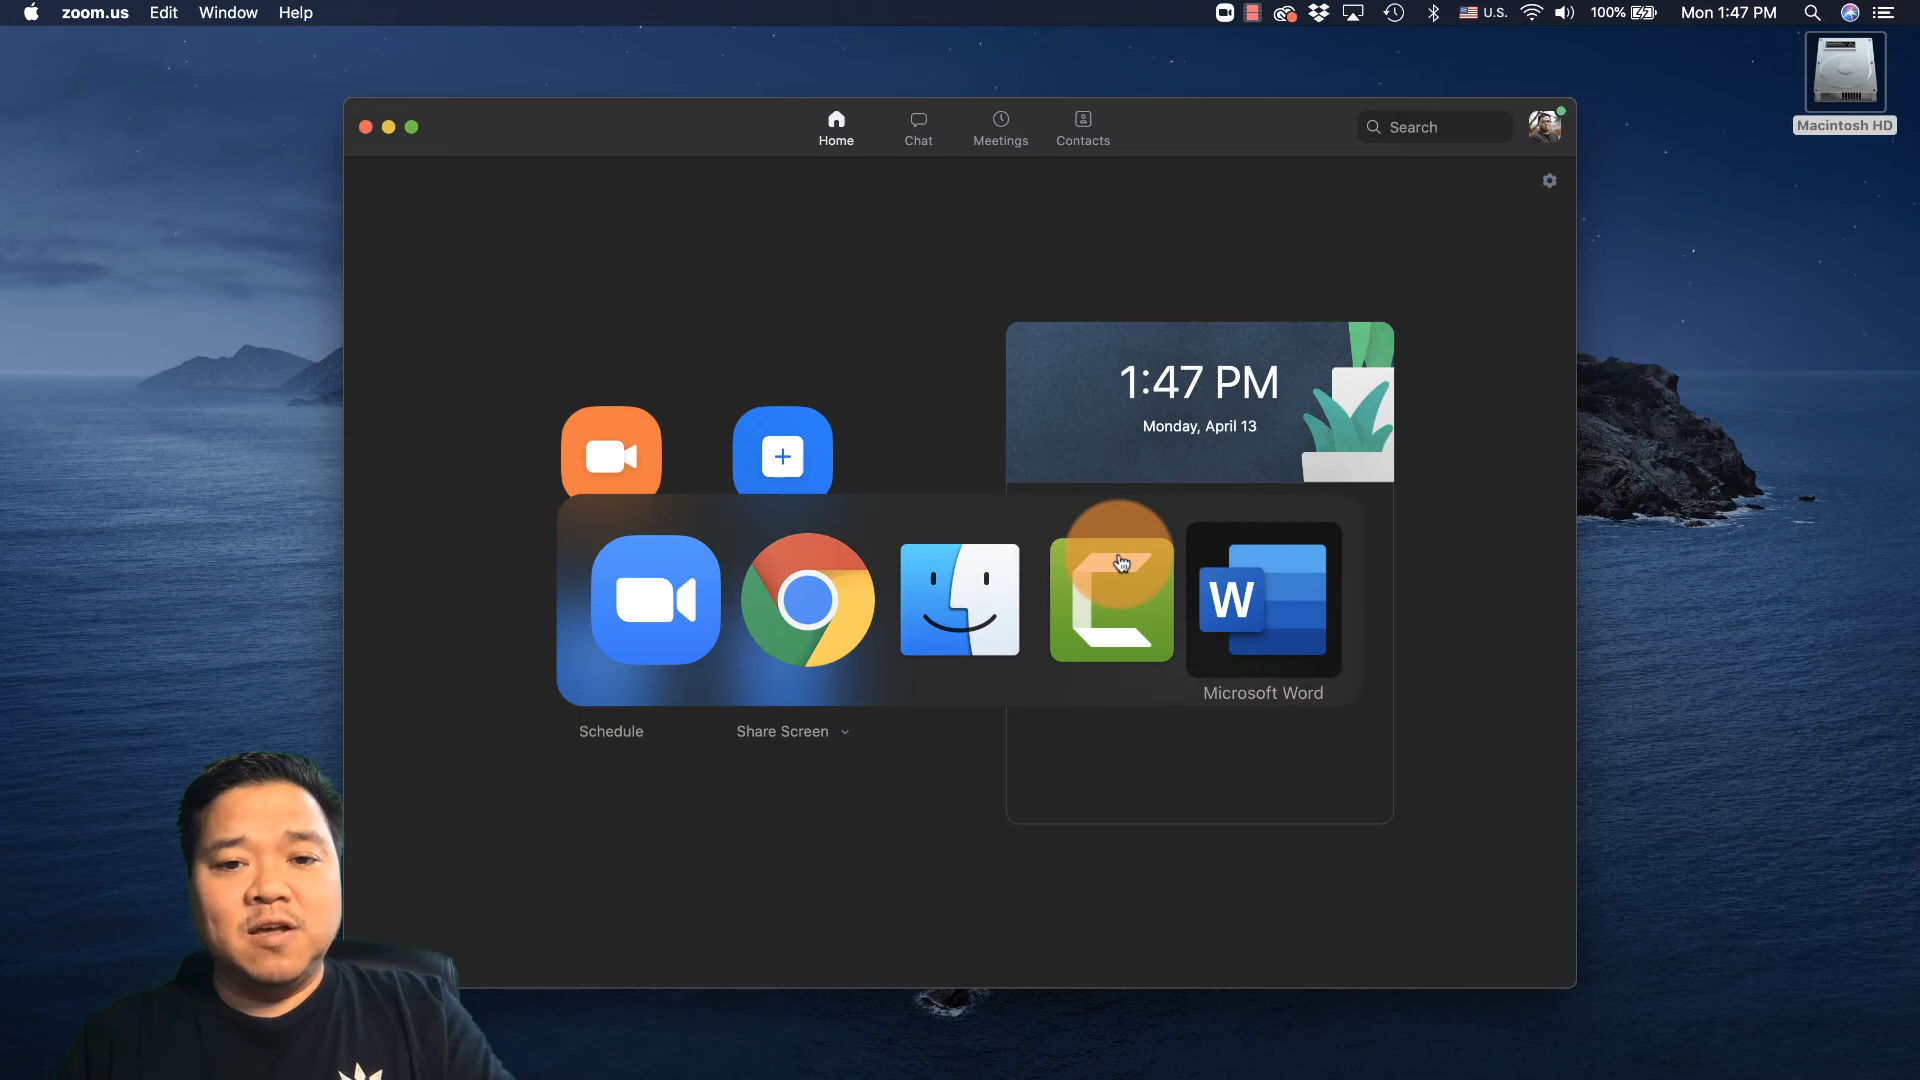 zoom.us Edit Window Help
U.S. 100% Mon 1:47 PM
Macintosh HD
Home Chat Meetings Contacts
Search
1:47 PM
Monday, April 13
W
Microsoft Word
Schedule Share Screen